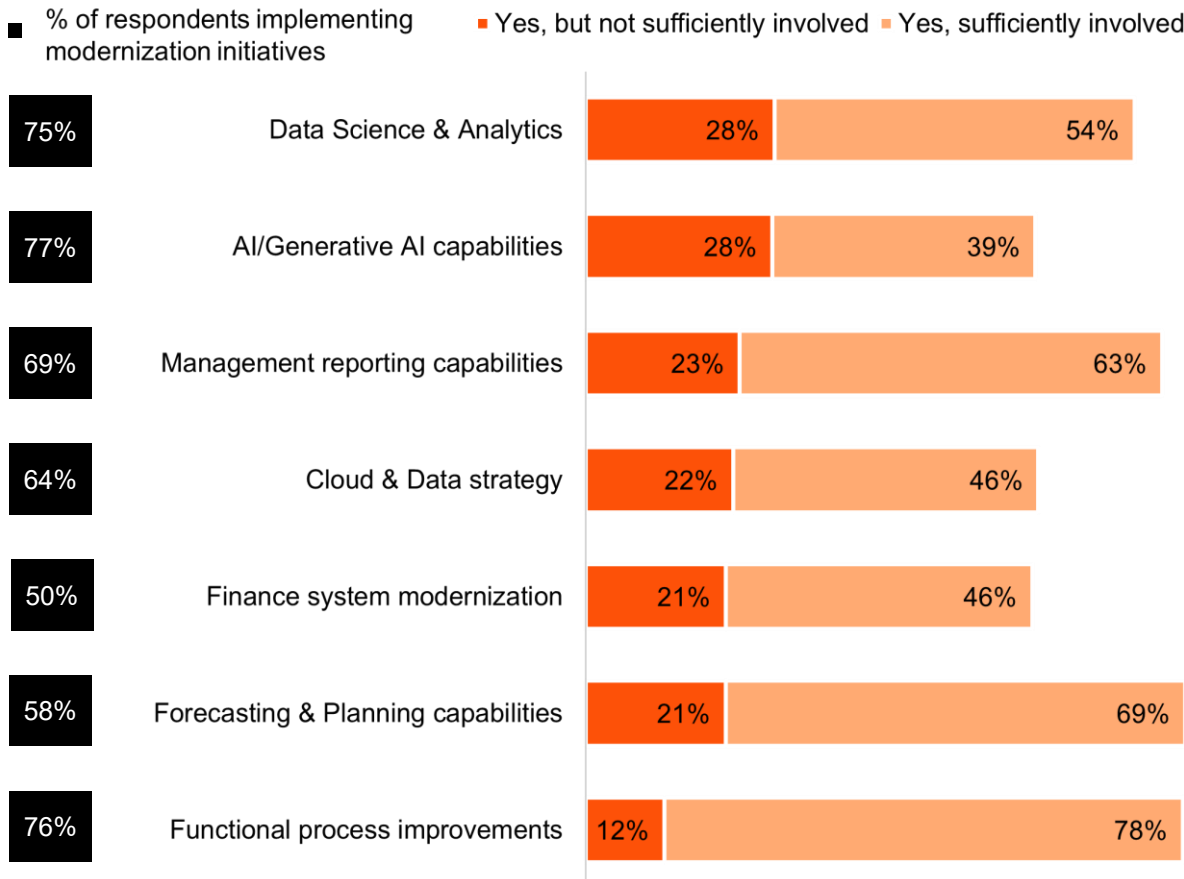 % of respondents implementing
modernization initiatives
Yes, but not sufficiently involved
Yes, sufficiently involved
75% Data Science & Analytics 28% 54%
77% AI/Generative AI capabilities 28% 39%
69% Management reporting capabilities 23% 63%
64% Cloud & Data strategy 22% 46%
50% Finance system modernization 21% 46%
58% Forecasting & Planning capabilities 21% 69%
76% Functional process improvements 12% 78%